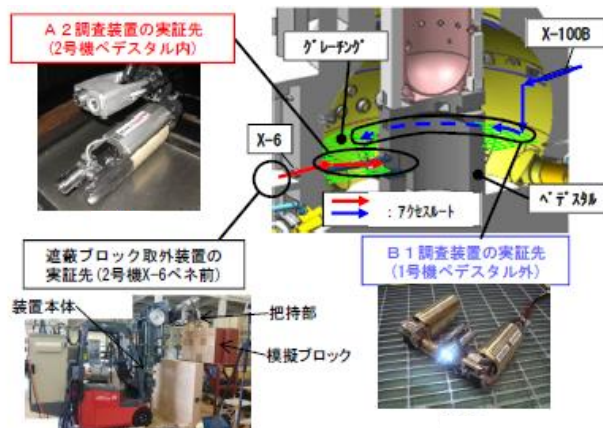 A2調査装置の実証先
(2号機ペデスタル内)
グレーチング
X-100B
X-6
ペデスタル
: アクセスルート
遮蔽ブロック取外装置の
実証先(2号機X-6ペネ前)
B1調査装置の実証先
(1号機ペデスタル外)
装置本体
把持部
模擬ブロック